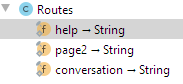 Routes
help → String
page2 → String
conversation → String